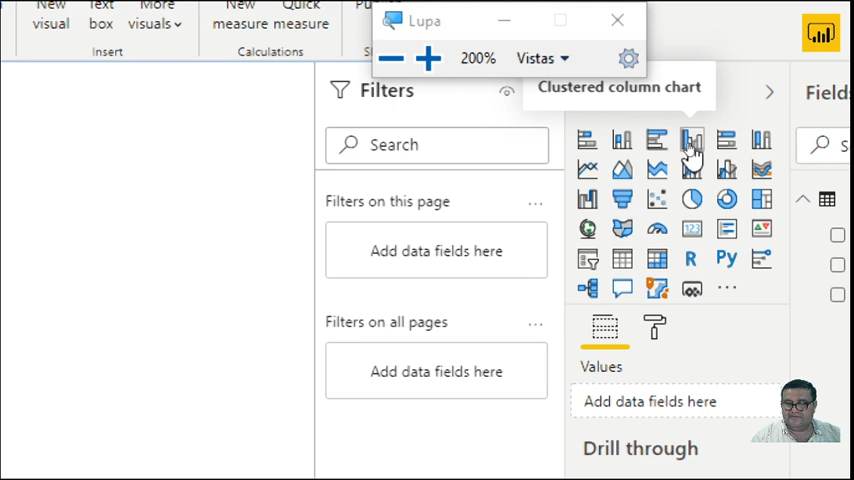 New
visual
Text
box
More
visuals
New
measure
Quick
measure
Insert
Calculations
Lupa
200%
Vistas
Filters
Clustered column chart
Fields
Search
Filters on this page
...
Add data fields here
Filters on all pages
...
Add data fields here
123
R
Py
...
Values
Add data fields here
Drill through